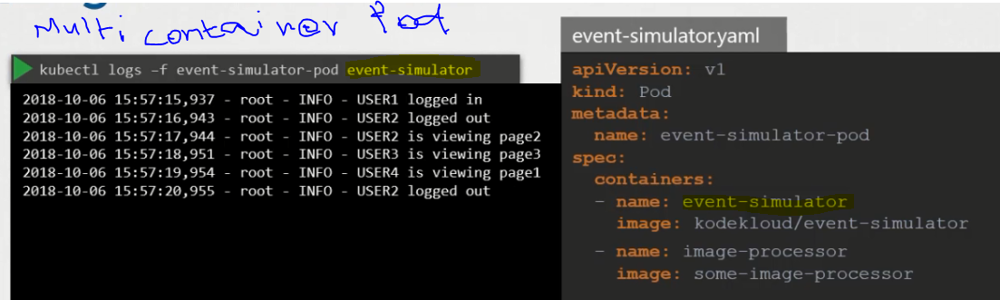 Multi container Pod
kubectl logs -f event-simulator-pod event-simulator
2018-10-06 15:57:15,937 - root - INFO - USER1 logged in
2018-10-06 15:57:16,943 - root - INFO - USER2 logged out
2018-10-06 15:57:17,944 - root - INFO - USER2 is viewing page2
2018-10-06 15:57:18,951 - root - INFO - USER3 is viewing page3
2018-10-06 15:57:19,954 - root - INFO - USER4 is viewing page1
2018-10-06 15:57:20,955 - root - INFO - USER2 logged out
event-simulator.yaml
apiVersion: v1
kind: Pod
metadata:
  name: event-simulator-pod
spec:
  containers:
  - name: event-simulator
    image: kodekloud/event-simulator
  - name: image-processor
    image: some-image-processor